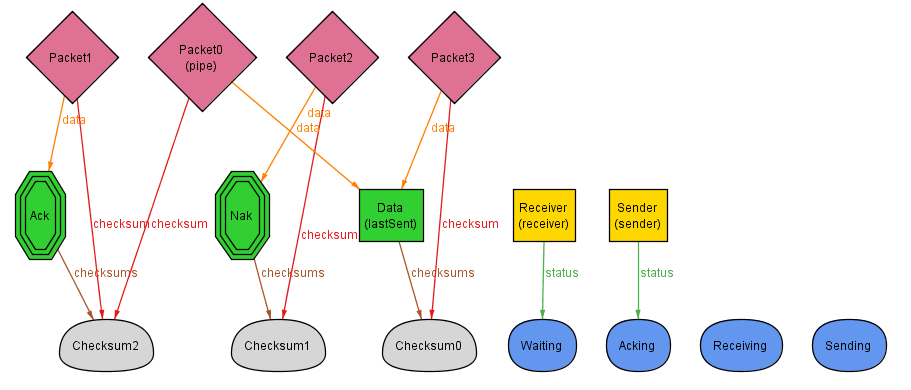 Packet1
Packet0
(pipe)
Packet2
Packet3
data
data
data
data
Ack
Nak
Data
(lastSent)
Receiver
(receiver)
Sender
(sender)
checksum
checksum
checksum
checksum
checksums
checksums
checksums
status
status
Checksum2
Checksum1
Checksum0
Waiting
Acking
Receiving
Sending